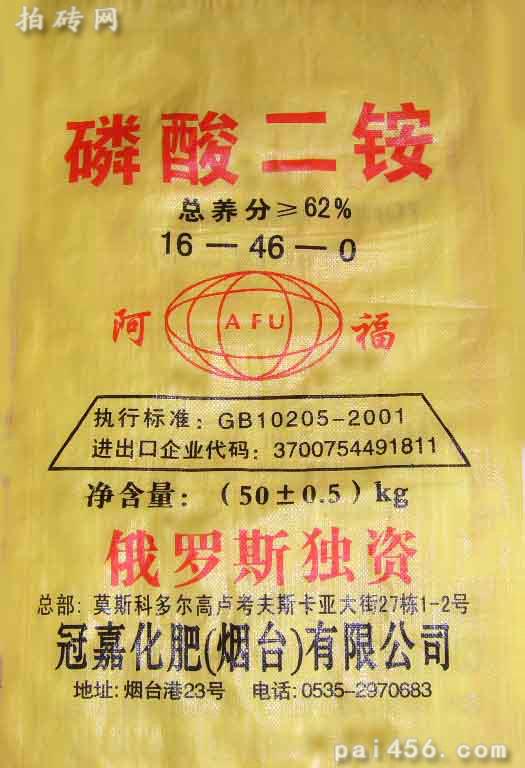 拍砖网
磷酸二铵
总养分≥62%
16—46—0
阿 AFU 福
执行标准：GB10205-2001
进出口企业代码：3700754491811
净含量：（50±0.5）kg
俄罗斯独资
总部：莫斯科多尔高卢考夫斯卡亚大街27栋1-2号
冠嘉化肥(烟台)有限公司
地址：烟台港23号 电话：0535-2970683
pai456.com